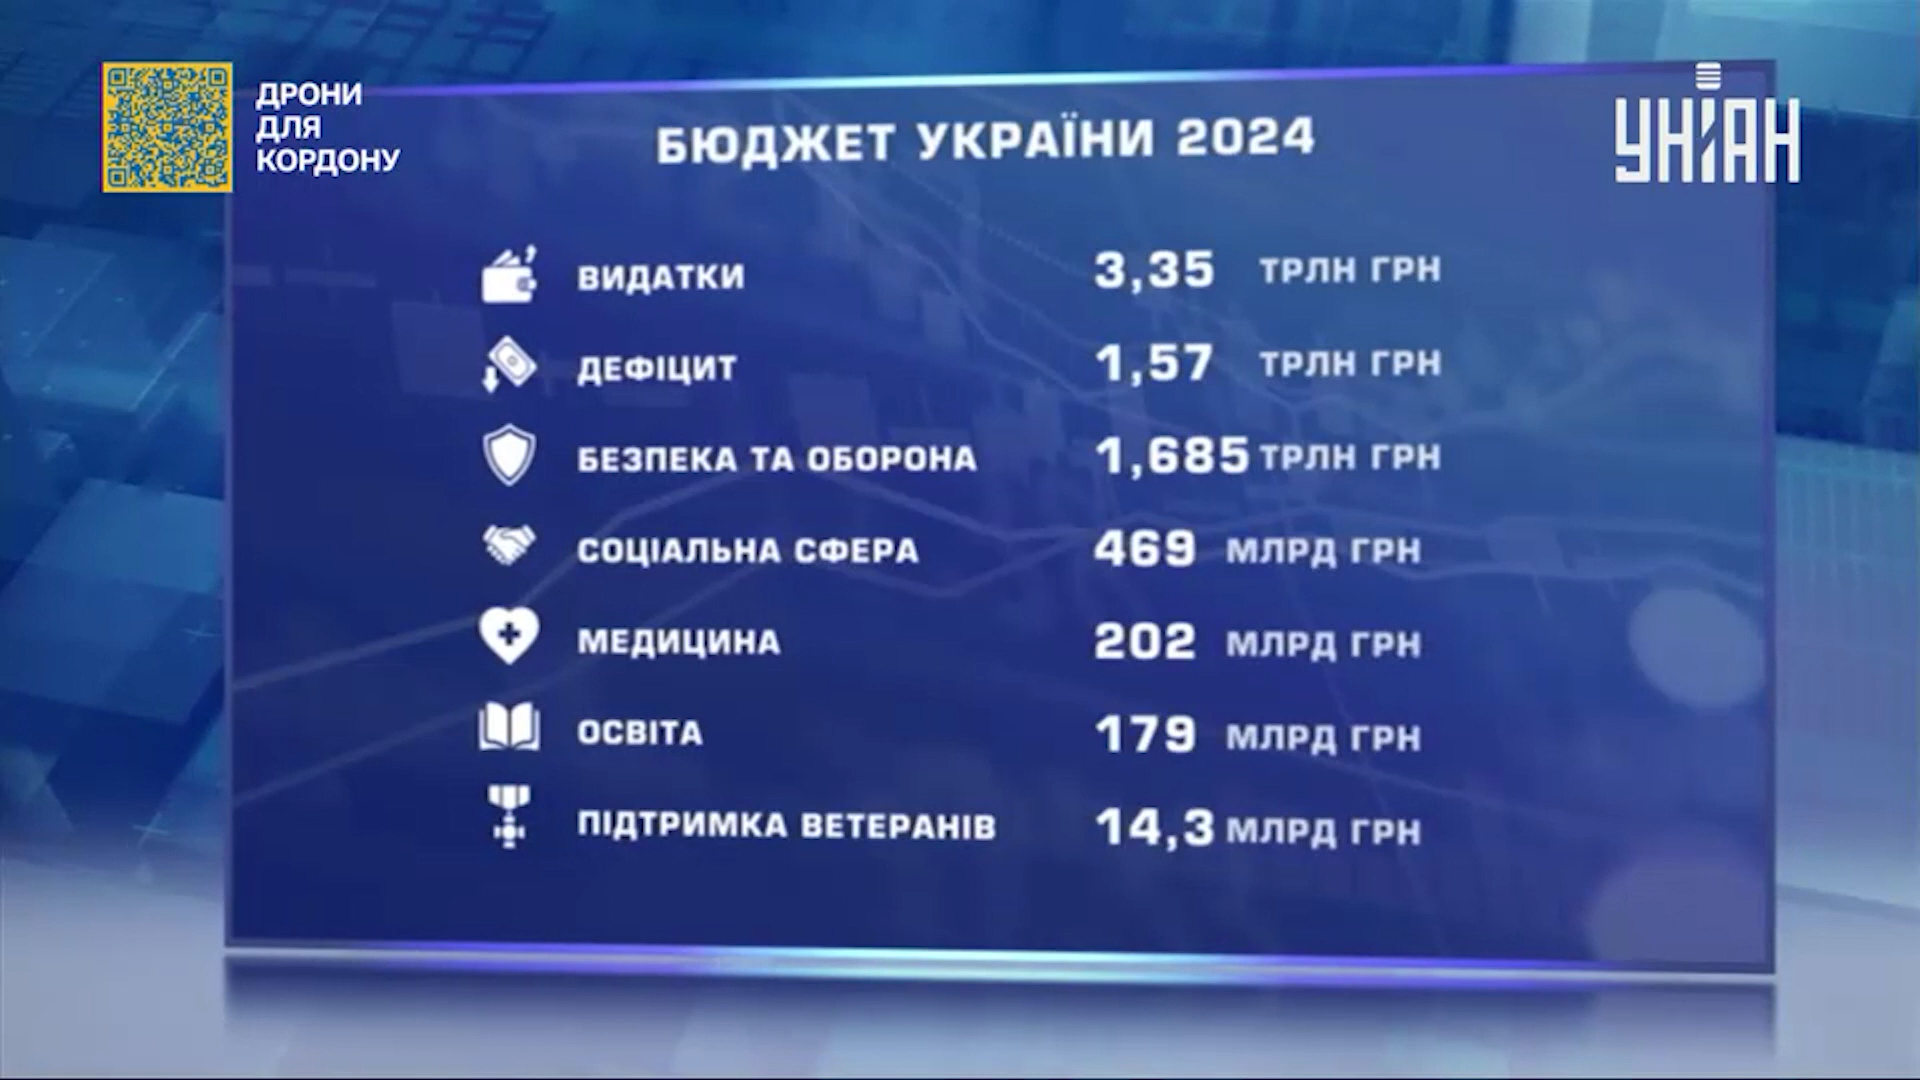 ДРОНИ
ДЛЯ
КОРДОНУ
УНІАН
БЮДЖЕТ УКРАЇНИ 2024
ВИДАТКИ 3,35 ТРЛН ГРН
ДЕФІЦИТ 1,57 ТРЛН ГРН
БЕЗПЕКА ТА ОБОРОНА 1,685 ТРЛН ГРН
СОЦІАЛЬНА СФЕРА 469 МЛРД ГРН
МЕДИЦИНА 202 МЛРД ГРН
ОСВІТА 179 МЛРД ГРН
ПІДТРИМКА ВЕТЕРАНІВ 14,3 МЛРД ГРН